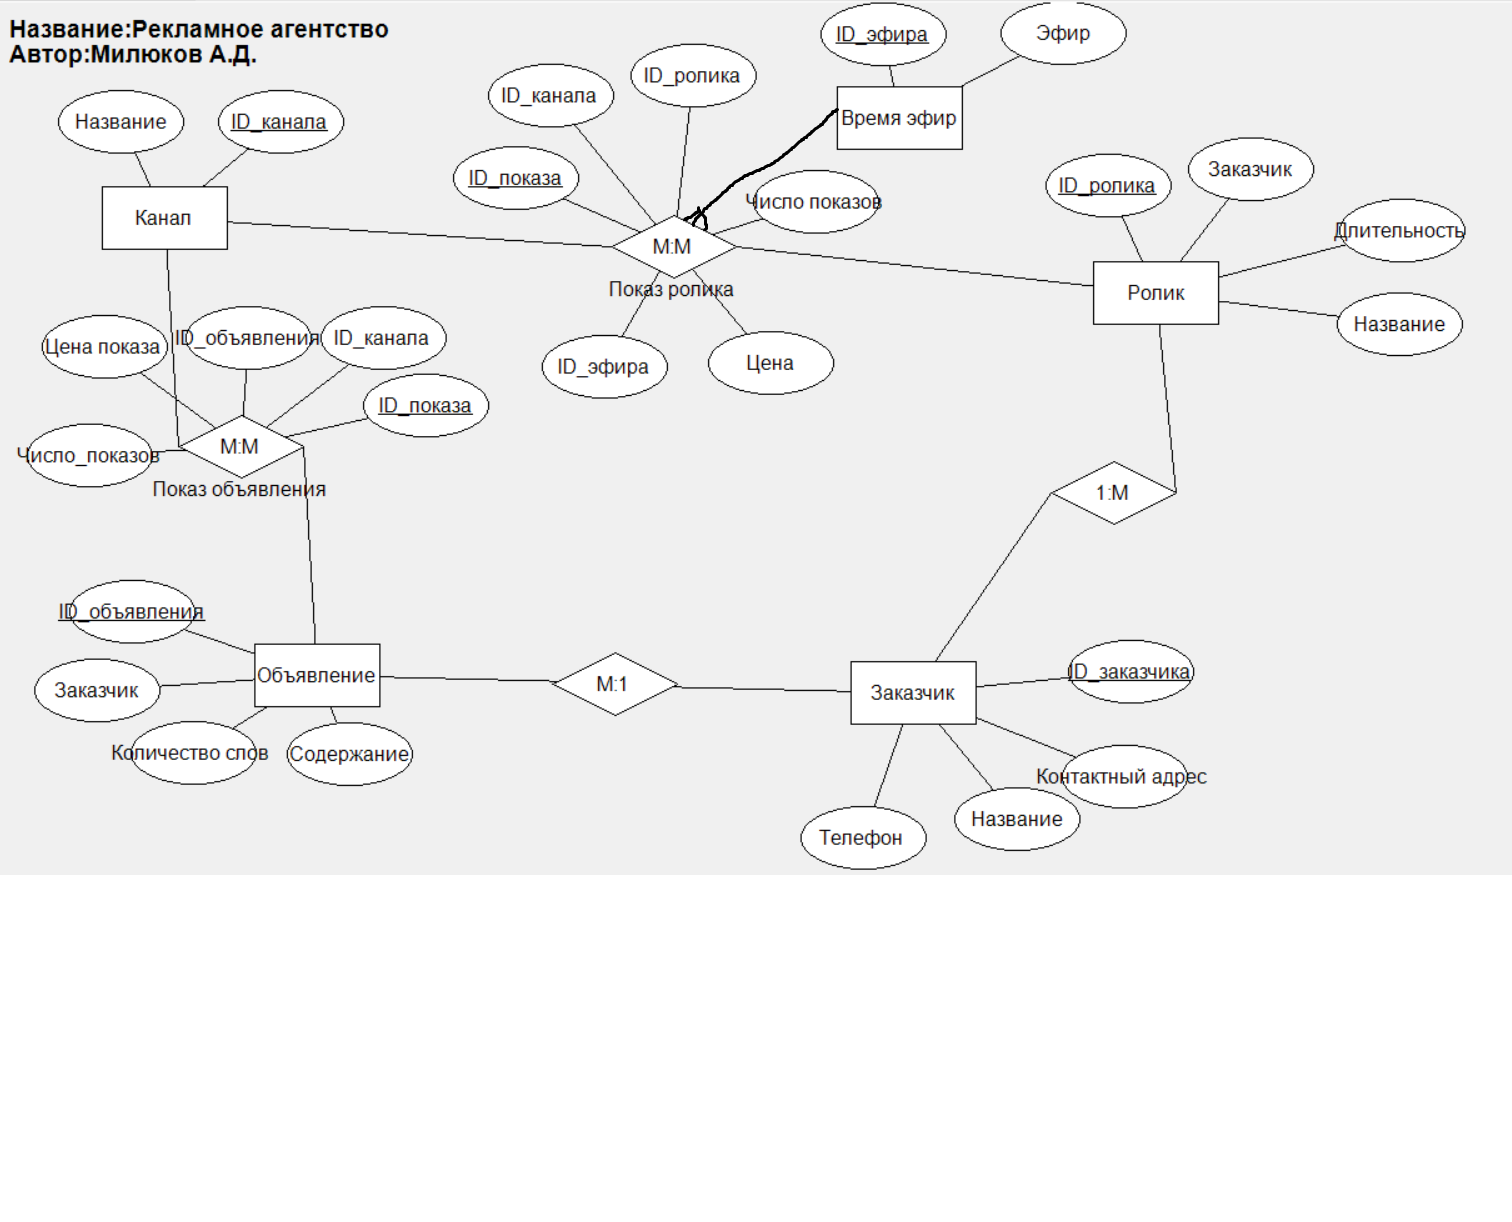 Название:Рекламное агентство
Автор:Милюков А.Д.
ID_эфира
Эфир
Время эфир
ID_ролика
ID_канала
ID_показа
Число показов
М:М
Показ ролика
ID_эфира
Цена
Название
ID_канала
Канал
ID_ролика
Заказчик
Длительность
Ролик
Название
Цена показа
ID_объявления
ID_канала
ID_показа
Число_показов
М:М
Показ объявления
1:М
ID_объявления
Объявление
Заказчик
Количество слов
Содержание
М:1
Заказчик
ID_заказчика
Контактный адрес
Название
Телефон